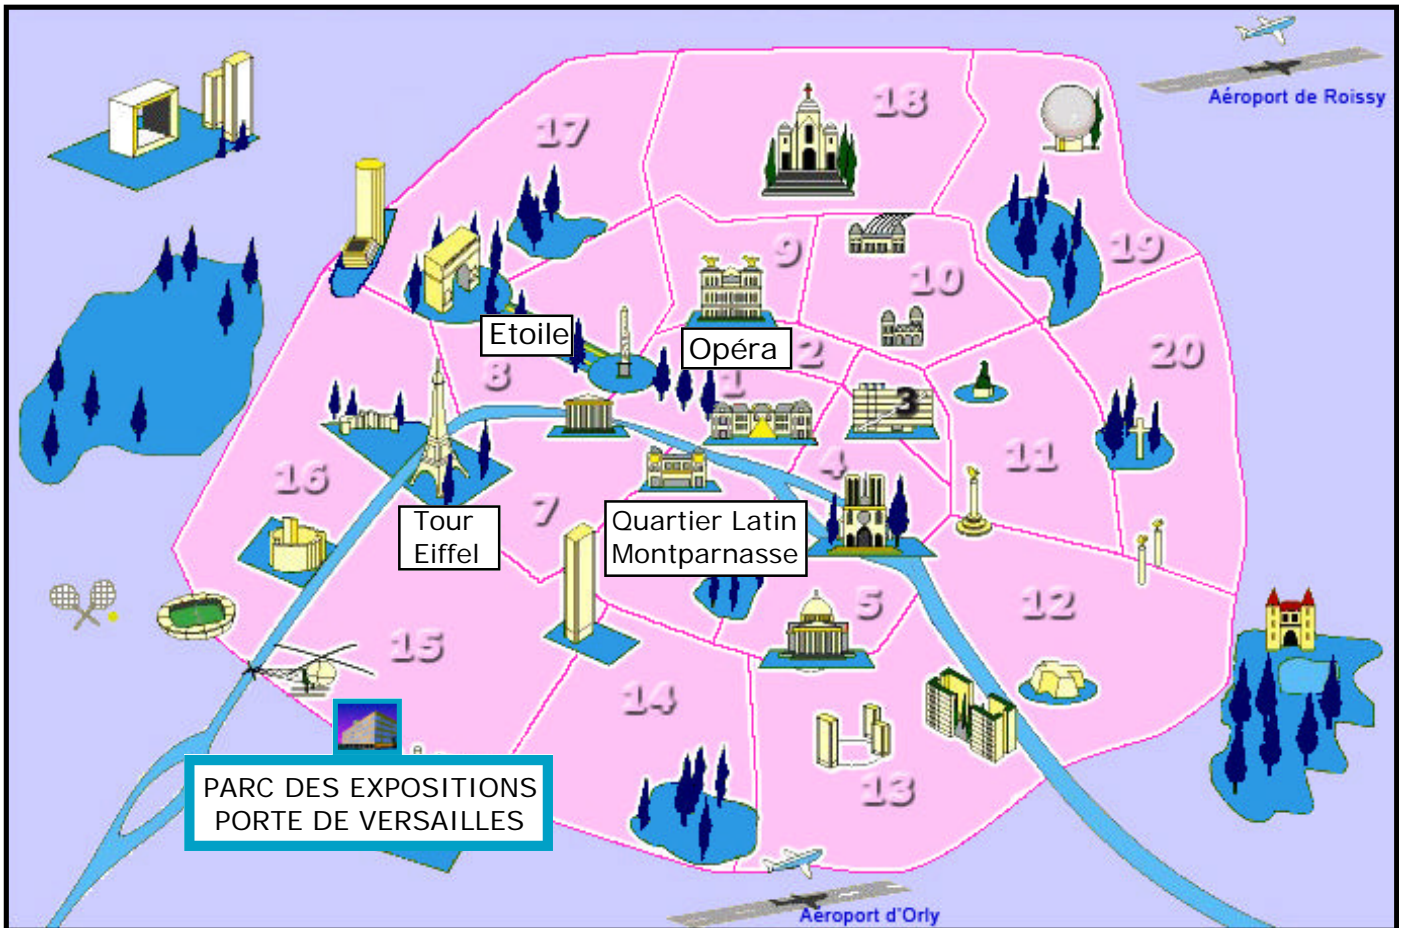 Aéroport de Roissy
18
17
19
9
10
Etoile
Opéra
2
20
8
1
3
4
11
16
7
Tour
Eiffel
Quartier Latin
Montparnasse
5
12
15
14
PARC DES EXPOSITIONS
PORTE DE VERSAILLES
13
Aéroport d'Orly